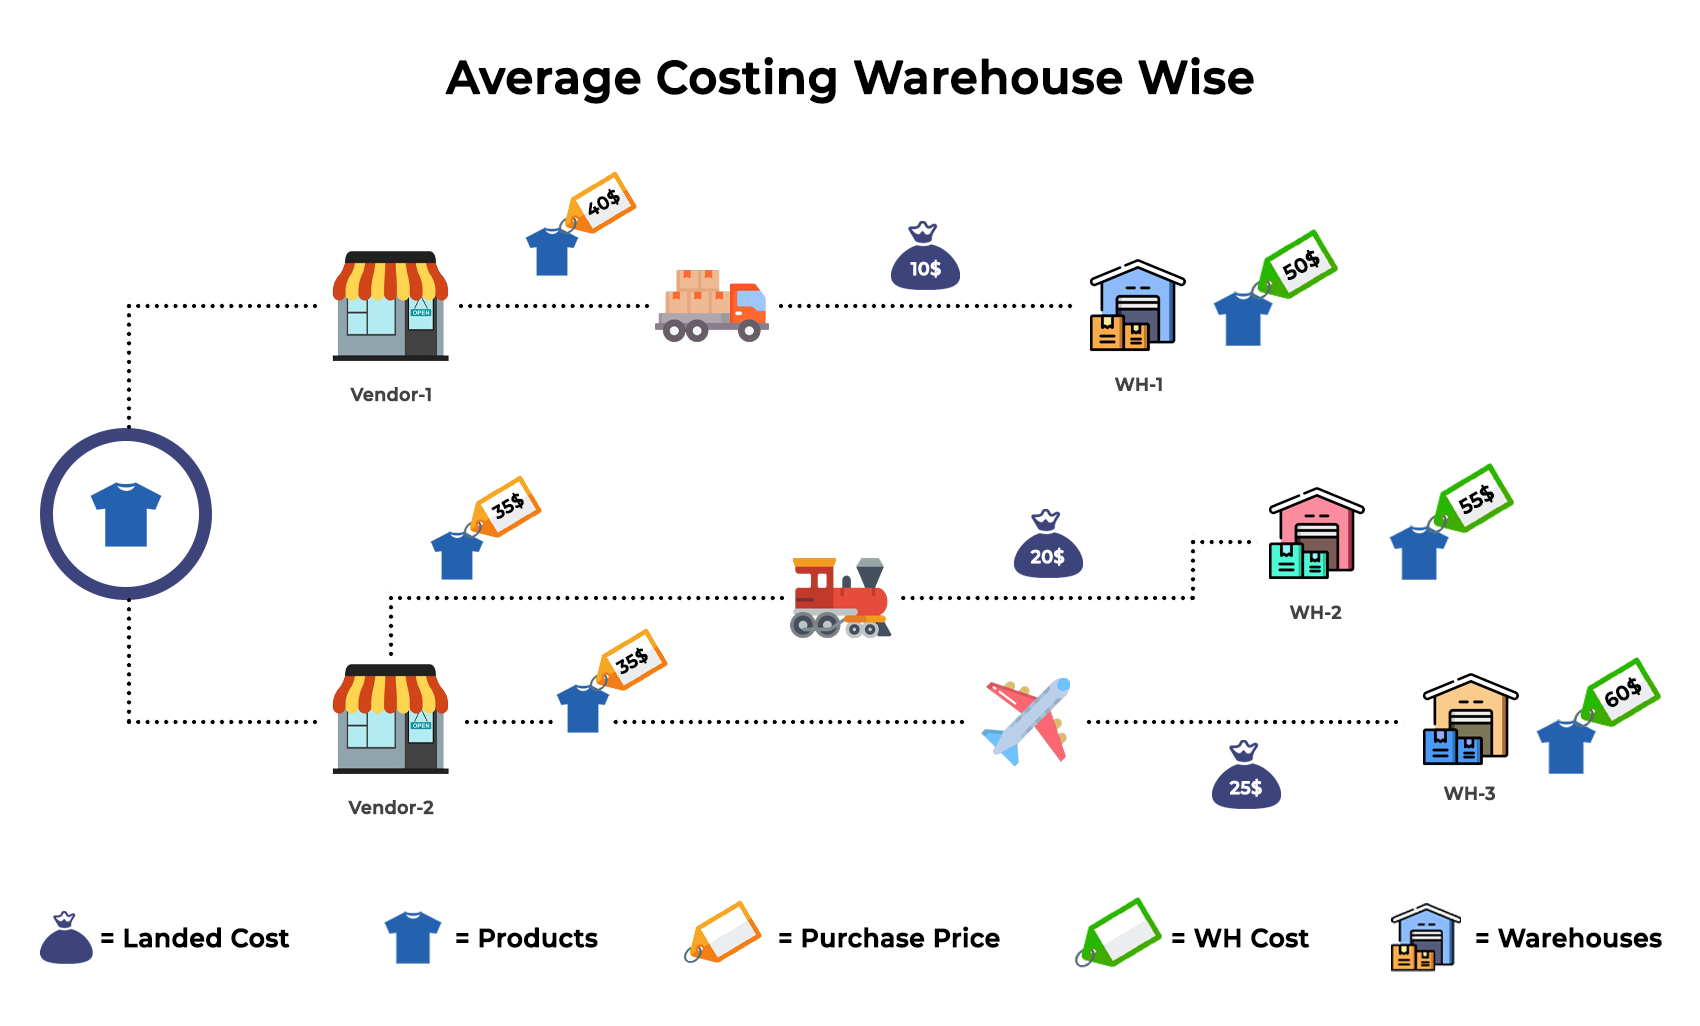 Average Costing Warehouse Wise
40$
10$
50$
OPEN
Vendor-1
WH-1
35$
20$
55$
WH-2
35$
60$
OPEN
25$
Vendor-2
WH-3
= Landed Cost
= Products
= Purchase Price
= WH Cost
= Warehouses